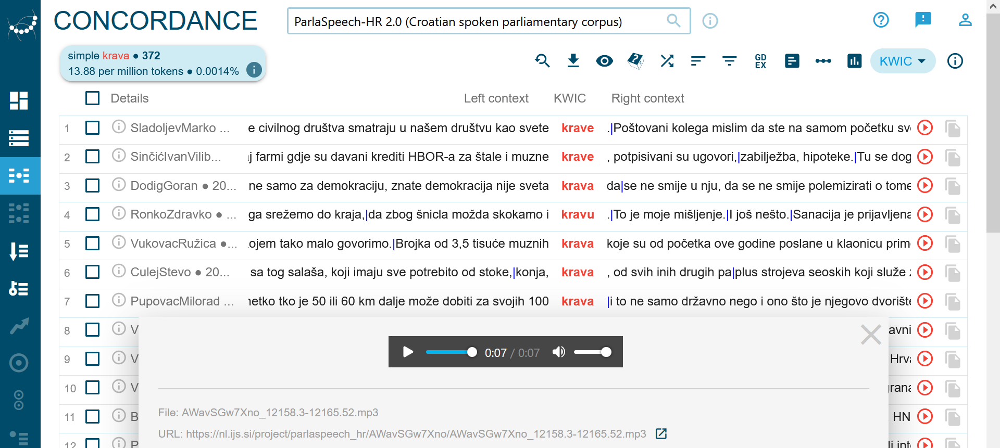 CONCORDANCE
ParlaSpeech-HR 2.0 (Croatian spoken parliamentary corpus)
simple krava ● 372
13.88 per million tokens ● 0.0014%
GD
EX
KWIC
Details Left context KWIC Right context
1 SladoljevMarko ... e civilnog društva smatraju u našem društvu kao svete krave .|Poštovani kolega mislim da ste na samom početku sv
2 SinčićIvanVilib... j farmi gdje su davani krediti HBOR-a za štale i muzne krave , potpisivani su ugovori,|zabilježba, hipoteke.|Tu se dog
3 DodigGoran ● 20... ne samo za demokraciju, znate demokracija nije sveta krava da|se ne smije u nju, da se ne smije polemizirati o tome
4 RonkoZdravko ● ... ga srežemo do kraja,|da zbog šnicla možda skokamo i kravu .|To je moje mišljenje.|I još nešto.|Sanacija je prijavljena
5 VukovacRužica ●... ojem tako malo govorimo.|Brojka od 3,5 tisuće muznih krava koje su od početka ove godine poslane u klaonicu prim
6 CulejStevo ● 20... sa tog salaša, koji imaju sve potrebito od stoke,|konja, krava , od svih inih drugih pa|plus strojeva seoskih koji služe z
7 PupovacMilorad ... netko tko je 50 ili 60 km dalje može dobiti za svojih 100 krava |i to ne samo državno nego i ono što je njegovo dvorište
8 V avni
9 V Hrva
10 V grana
11 B HN
12 P li inte
0:07 / 0:07
File: AWavSGw7Xno_12158.3-12165.52.mp3
URL: https://nl.ijs.si/project/parlaspeech_hr/AWavSGw7Xno/AWavSGw7Xno_12158.3-12165.52.mp3